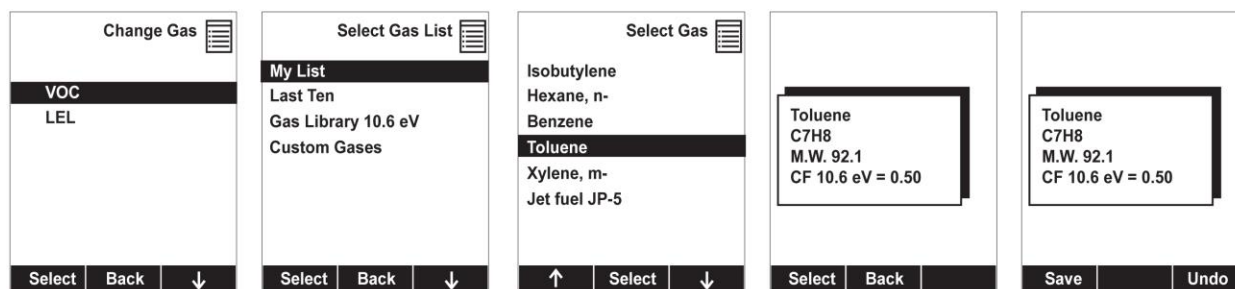 Change Gas
VOC
LEL
Select Back ↓
Select Gas List
My List
Last Ten
Gas Library 10.6 eV
Custom Gases
Select Back ↓
Select Gas
Isobutylene
Hexane, n-
Benzene
Toluene
Xylene, m-
Jet fuel JP-5
↑ Select ↓
Toluene
C7H8
M.W. 92.1
CF 10.6 eV = 0.50
Select Back
Toluene
C7H8
M.W. 92.1
CF 10.6 eV = 0.50
Save Undo